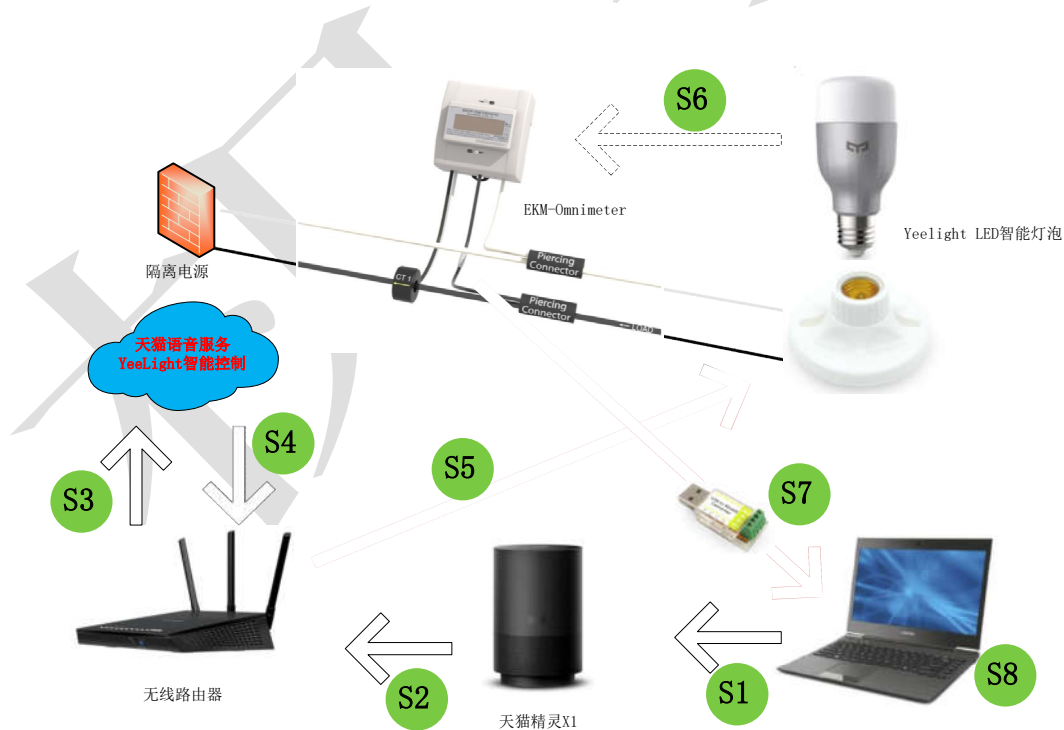 S6
EKM-Omnimeter
Yeelight LED智能灯泡
隔离电源
Piercing
Connector
CT 1
Piercing
Connector
LOAD
天猫语音服务
YeeLight智能控制
S4
S5
S3
S7
S8
S1
S2
无线路由器
天猫精灵X1